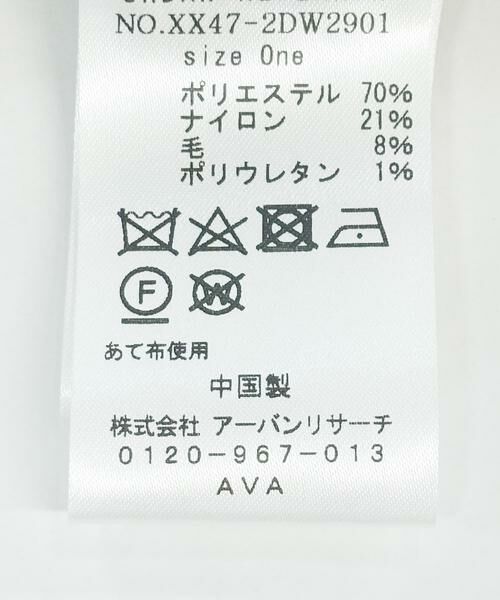 NO.XX47-2DW2901
size One
ポリエステル 70%
ナイロン 21%
毛 8%
ポリウレタン 1%
F W
あて布使用
中国製
株式会社 アーバンリサーチ
0120-967-013
AVA